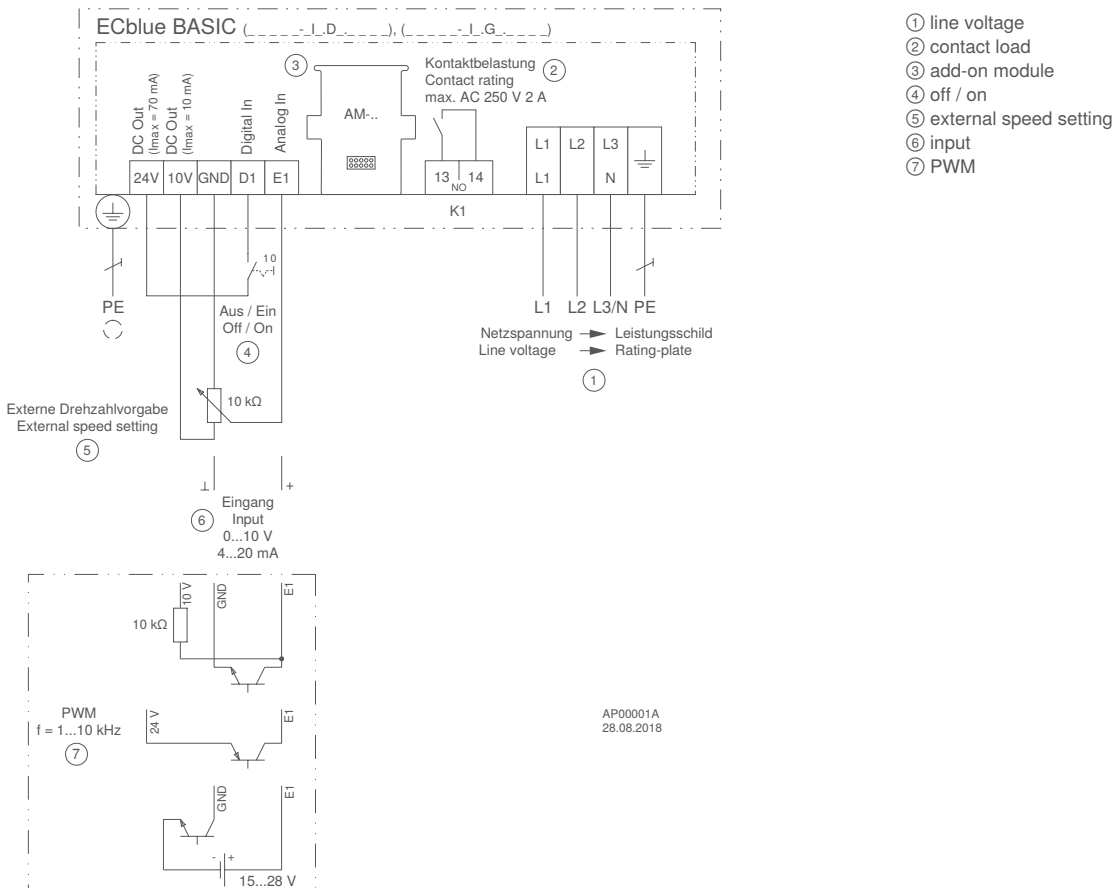 ECblue BASIC (_ _ _ _ _-_I_.D_._ _ _ _), (_ _ _ _ _-_I_.G_._ _ _ _)
① line voltage
② contact load
③ add-on module
④ off / on
⑤ external speed setting
⑥ input
⑦ PWM
DC Out
(Imax = 70 mA)
DC Out
(Imax = 10 mA)
Digital In
Analog In
③
AM-..
Kontaktbelastung
Contact rating
max. AC 250 V 2 A
②
24V
10V
GND
D1
E1
13
14
NO
K1
L1
L2
L3
L1
N
PE
1 0
Aus / Ein
Off / On
④
L1
L2
L3/N
PE
Netzspannung
Leistungsschild
Line voltage
Rating-plate
①
10 kΩ
Externe Drehzahlvorgabe
External speed setting
⑤
⊥
+
⑥
Eingang
Input
0...10 V
4...20 mA
10 V
GND
E1
10 kΩ
PWM
f = 1...10 kHz
⑦
24 V
E1
GND
E1
- +
15...28 V
AP00001A
28.08.2018